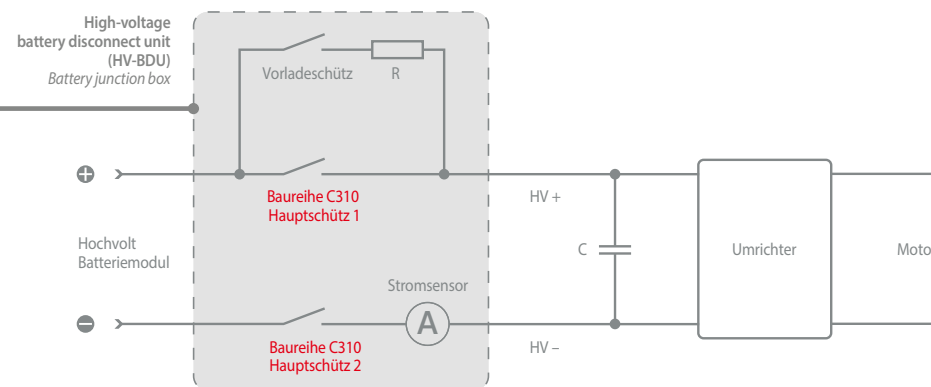 High-voltage
battery disconnect unit
(HV-BDU)
Battery junction box
Vorladeschütz
R
+
Baureihe C310
Hauptschütz 1
HV +
Hochvolt
Batteriemodul
C
Umrichter
Moto
Stromsensor
A
–
Baureihe C310
Hauptschütz 2
HV –